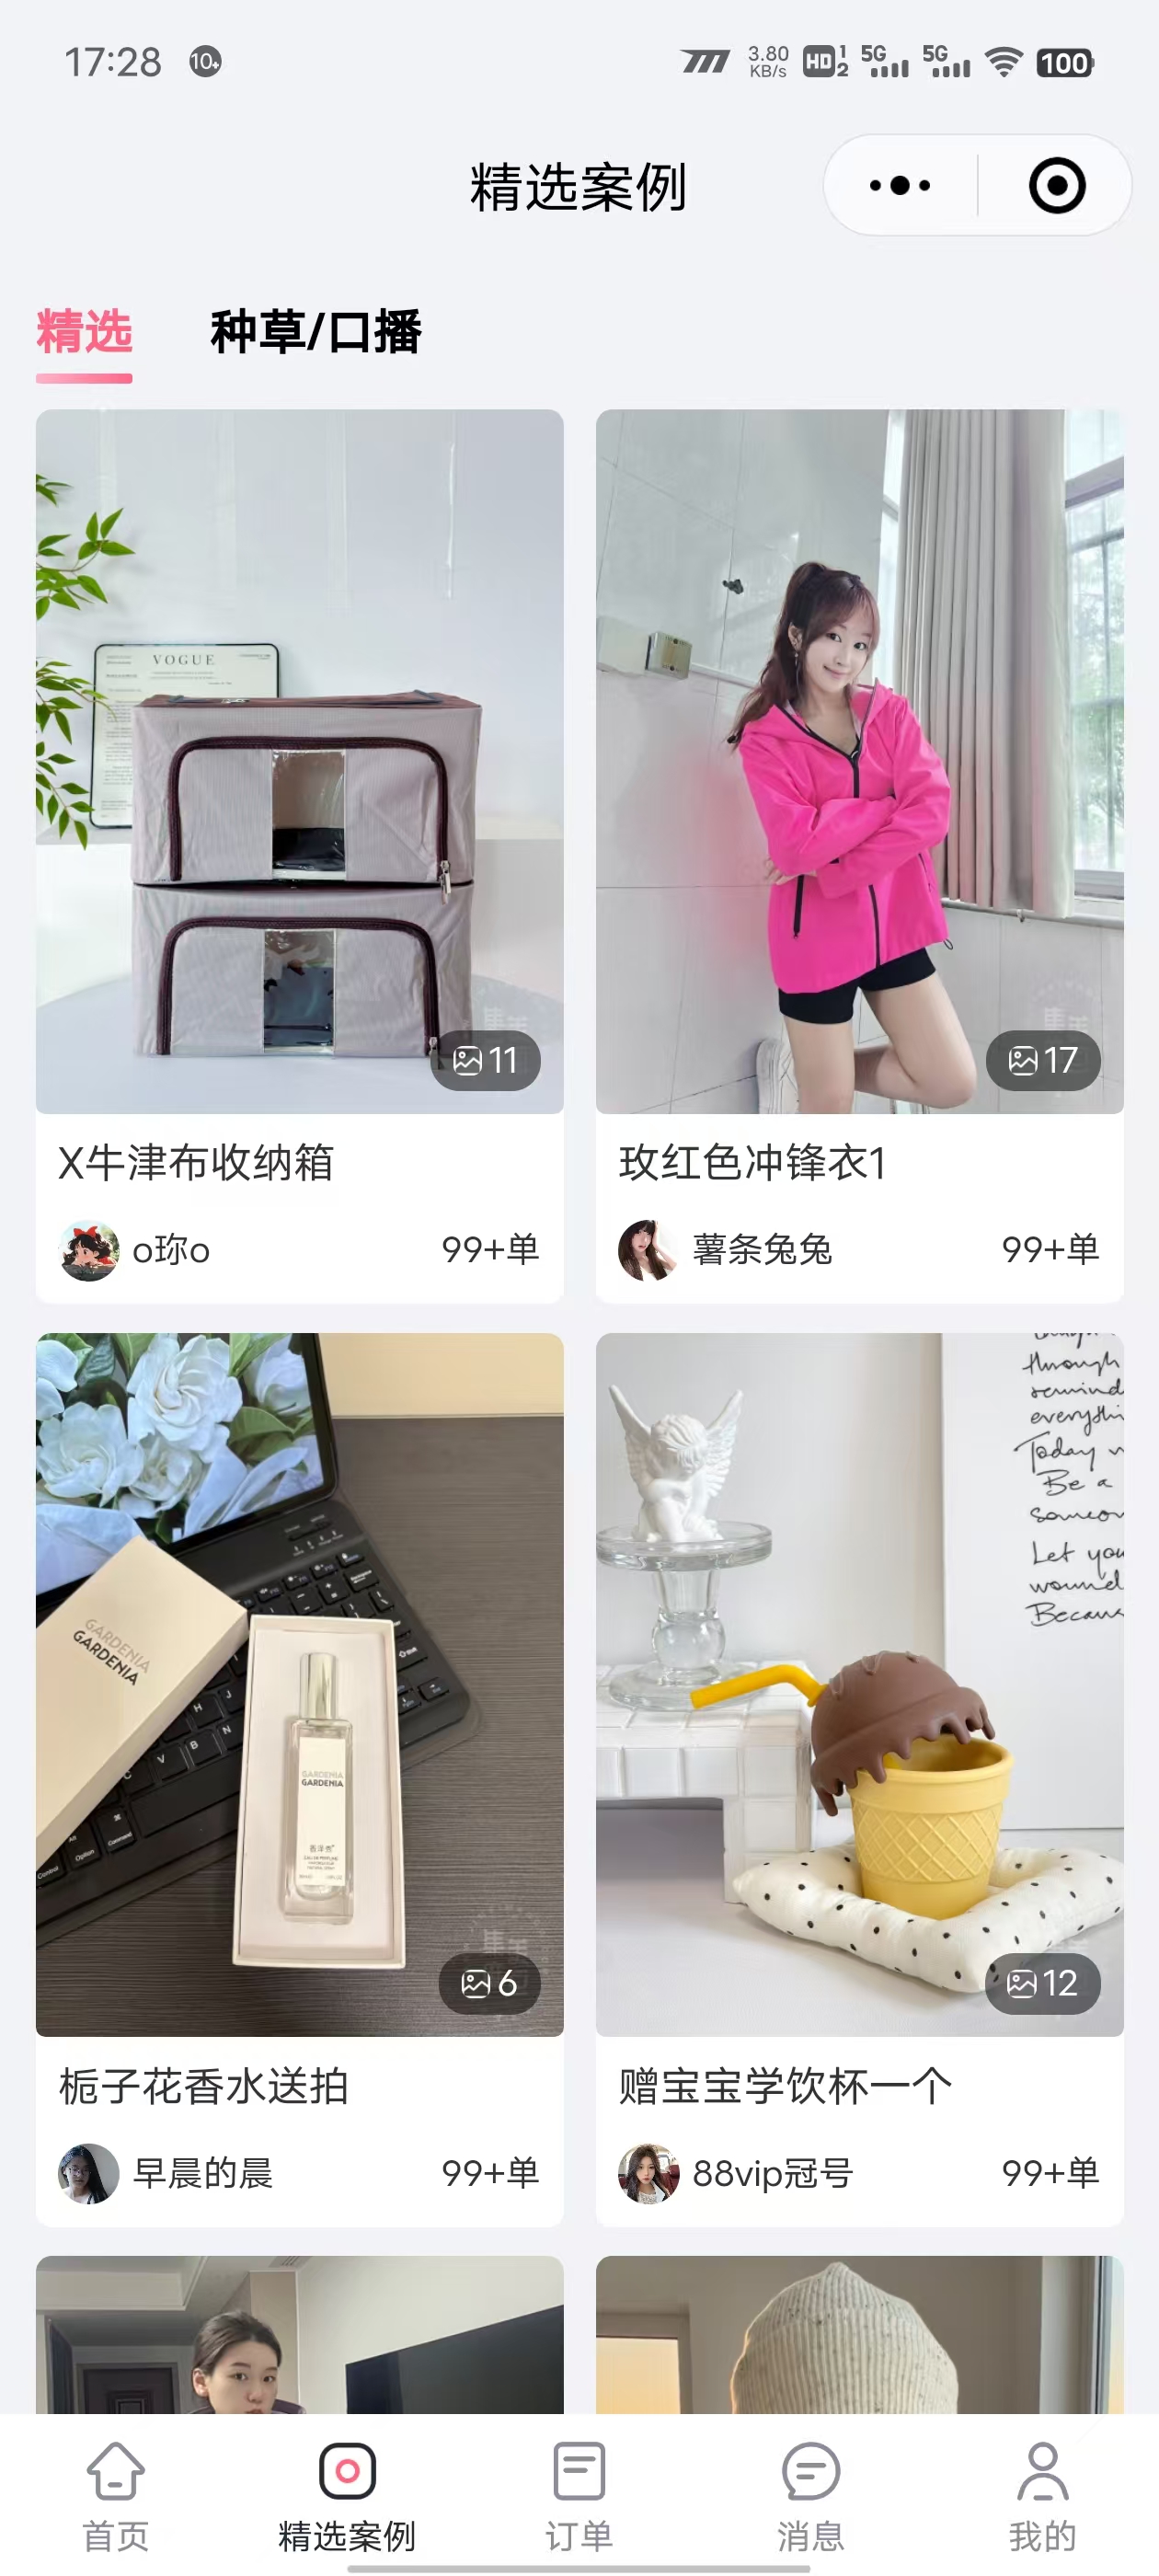 17:28
10+
3.80
KB/s
HD 1
2
5G
5G
100
精选案例
精选
种草/口播
VOGUE
11
17
X牛津布收纳箱
玫红色冲锋衣1
o珎o
99+单
薯条兔兔
99+单
through
remind
everythin
Today
Be a
someon
Let you
wound
Becaus
GARDENIA
GARDENIA
GARDENIA
GARDENIA
6
12
栀子花香水送拍
赠宝宝学饮杯一个
早晨的晨
99+单
88vip冠号
99+单
首页
精选案例
订单
消息
我的